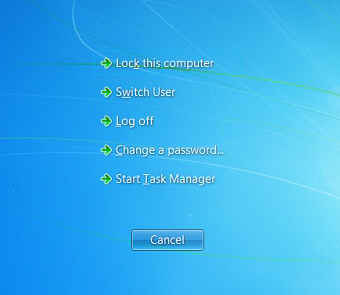 Lock this computer
Switch User
Log off
Change a password...
Start Task Manager
Cancel